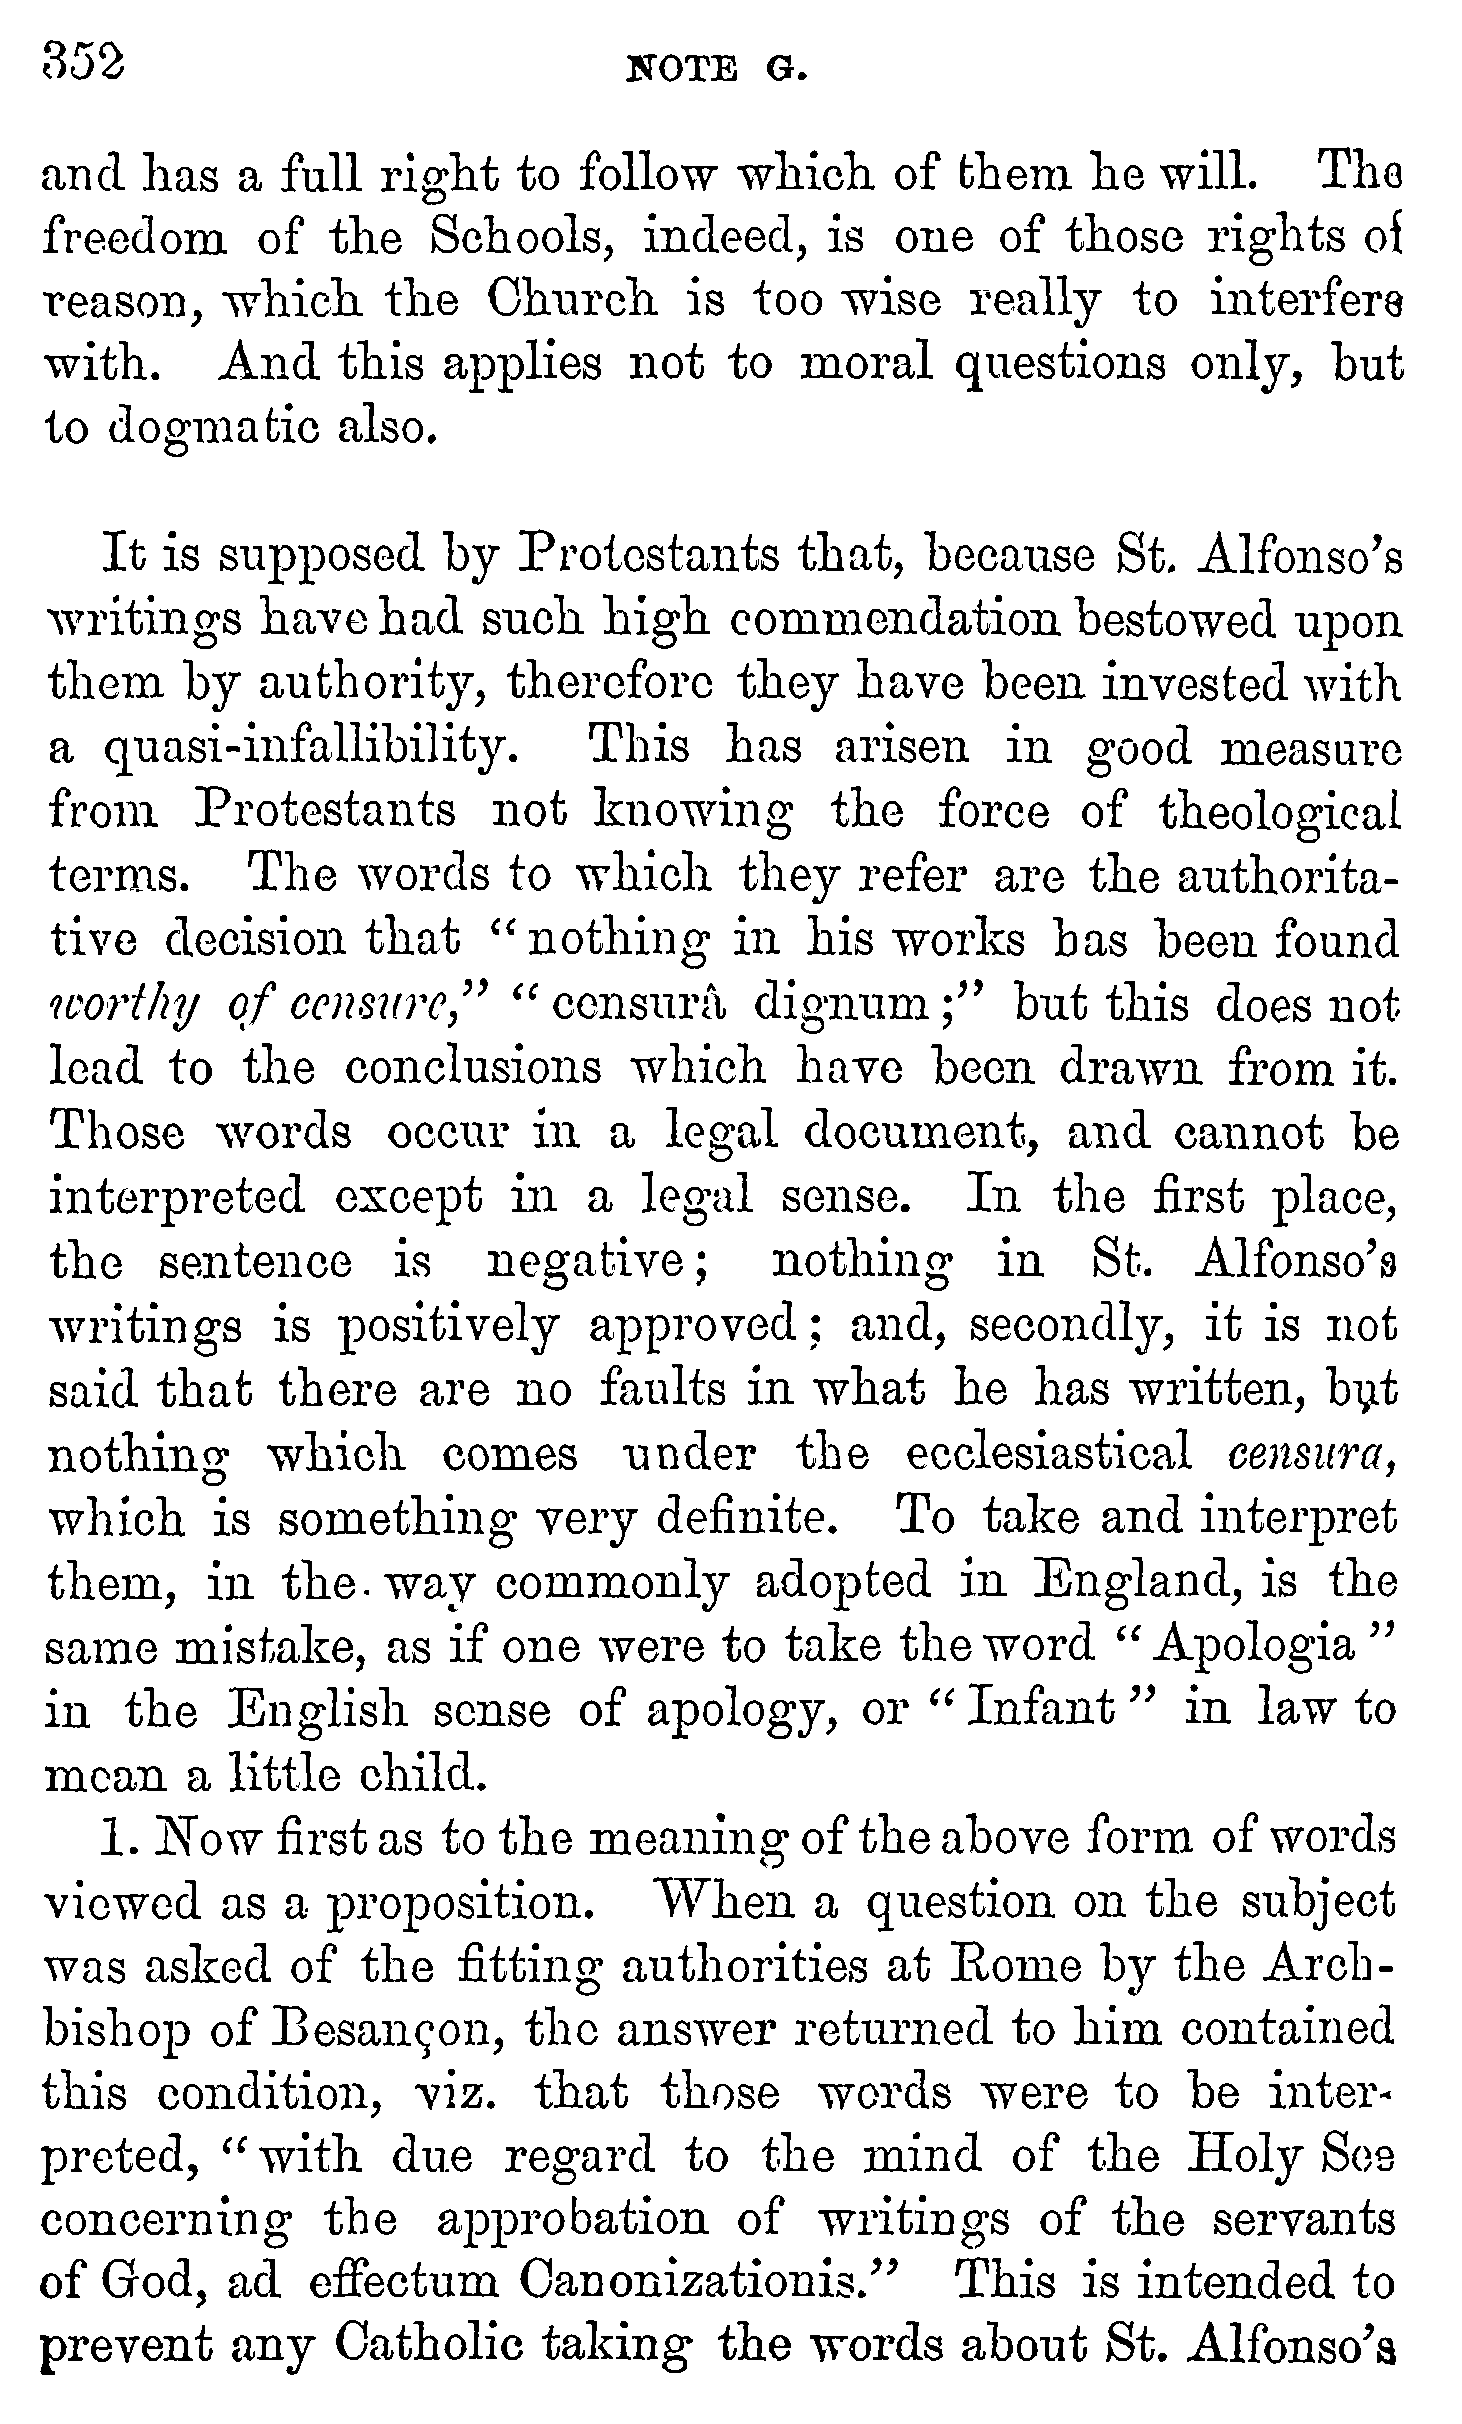 352 NOTE G.
and has a full right to follow which of them he will. The
freedom of the Schools, indeed, is one of those rights of
reason, which the Church is too wise really to interfere
with. And this applies not to moral questions only, but
to dogmatic also.
It is supposed by Protestants that, because St. Alfonso's
writings have had such high commendation bestowed upon
them by authority, therefore they have been invested with
a quasi-infallibility. This has arisen in good measure
from Protestants not knowing the force of theological
terms. The words to which they refer are the authorita-
tive decision that “nothing in his works has been found
worthy of censure,” “censurâ dignum;” but this does not
lead to the conclusions which have been drawn from it.
Those words occur in a legal document, and cannot be
interpreted except in a legal sense. In the first place,
the sentence is negative; nothing in St. Alfonso's
writings is positively approved; and, secondly, it is not
said that there are no faults in what he has written, but
nothing which comes under the ecclesiastical censura,
which is something very definite. To take and interpret
them, in the way commonly adopted in England, is the
same mistake, as if one were to take the word “Apologia”
in the English sense of apology, or “Infant” in law to
mean a little child.
1. Now first as to the meaning of the above form of words
viewed as a proposition. When a question on the subject
was asked of the fitting authorities at Rome by the Arch-
bishop of Besançon, the answer returned to him contained
this condition, viz. that those words were to be inter-
preted, “with due regard to the mind of the Holy See
concerning the approbation of writings of the servants
of God, ad effectum Canonizationis.” This is intended to
prevent any Catholic taking the words about St. Alfonso's